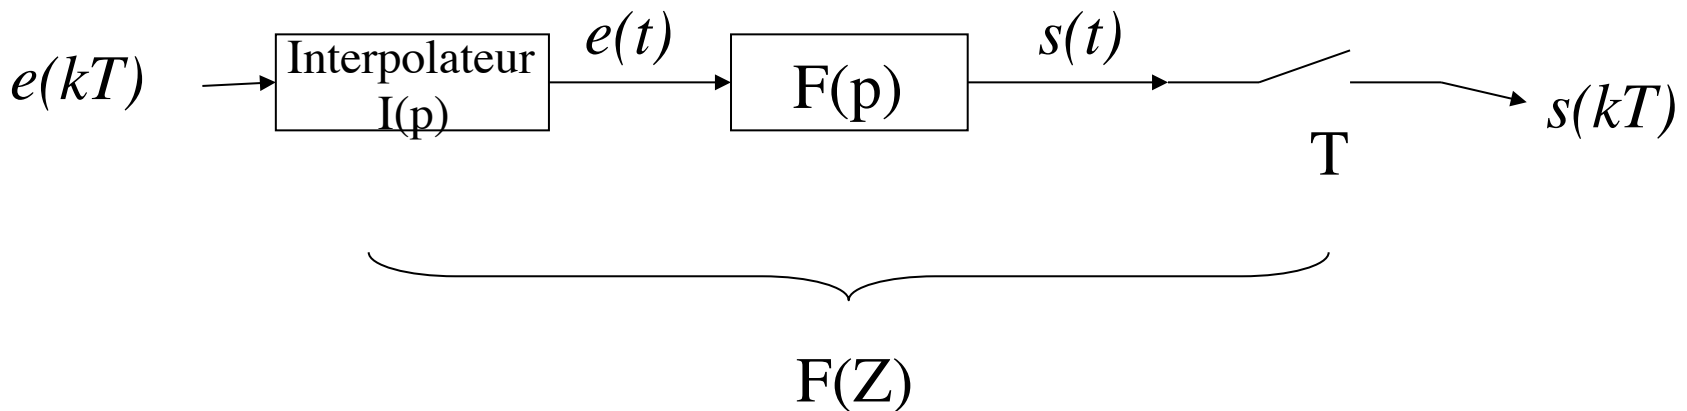 e(kT)
Interpolateur
I(p)
e(t)
F(p)
s(t)
T
s(kT)
F(Z)